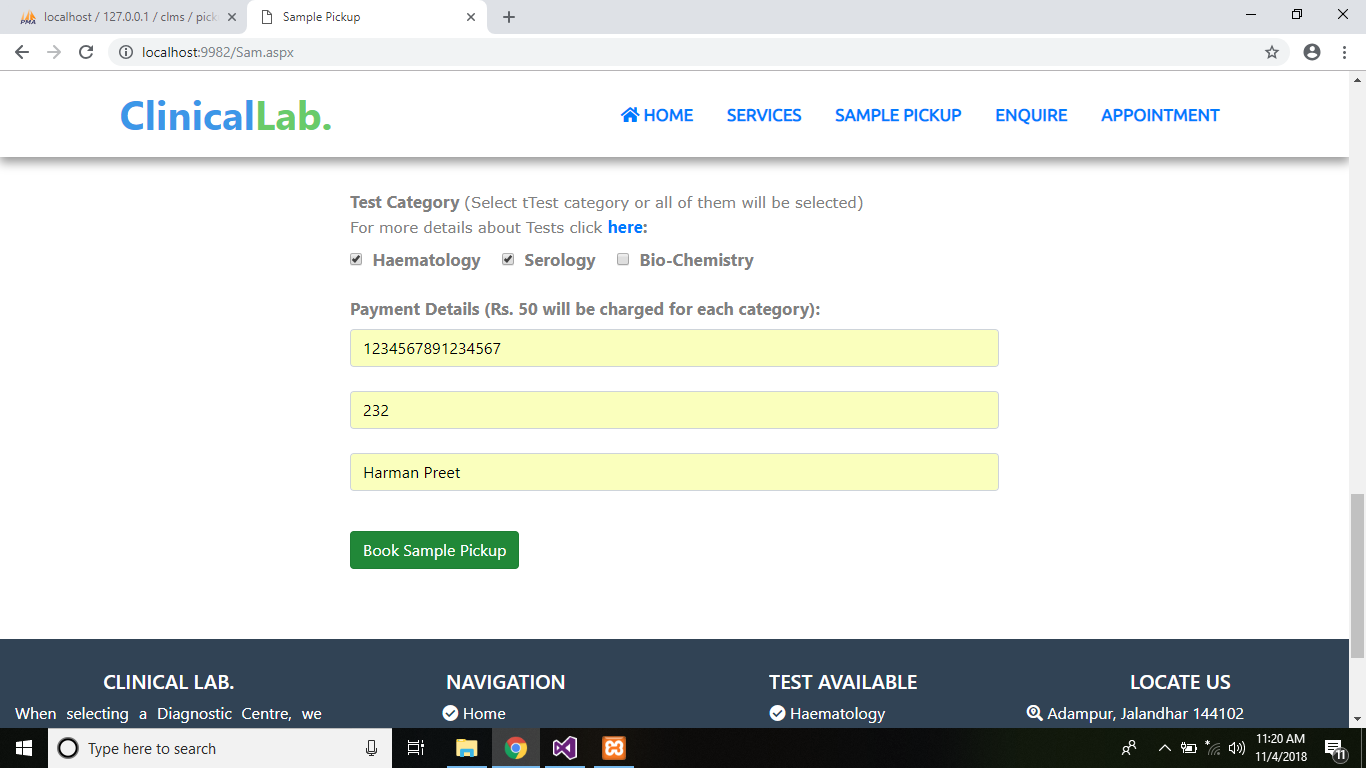 localhost / 127.0.0.1 / clms / pick
Sample Pickup
localhost:9982/Sam.aspx
ClinicalLab.
HOME SERVICES SAMPLE PICKUP ENQUIRE APPOINTMENT
Test Category (Select tTest category or all of them will be selected)
For more details about Tests click here:
Haematology Serology Bio-Chemistry
Payment Details (Rs. 50 will be charged for each category):
1234567891234567
232
Harman Preet
Book Sample Pickup
CLINICAL LAB. NAVIGATION TEST AVAILABLE LOCATE US
When selecting a Diagnostic Centre, we Home Haematology Adampur, Jalandhar 144102
Type here to search
11:20 AM
11/4/2018
11